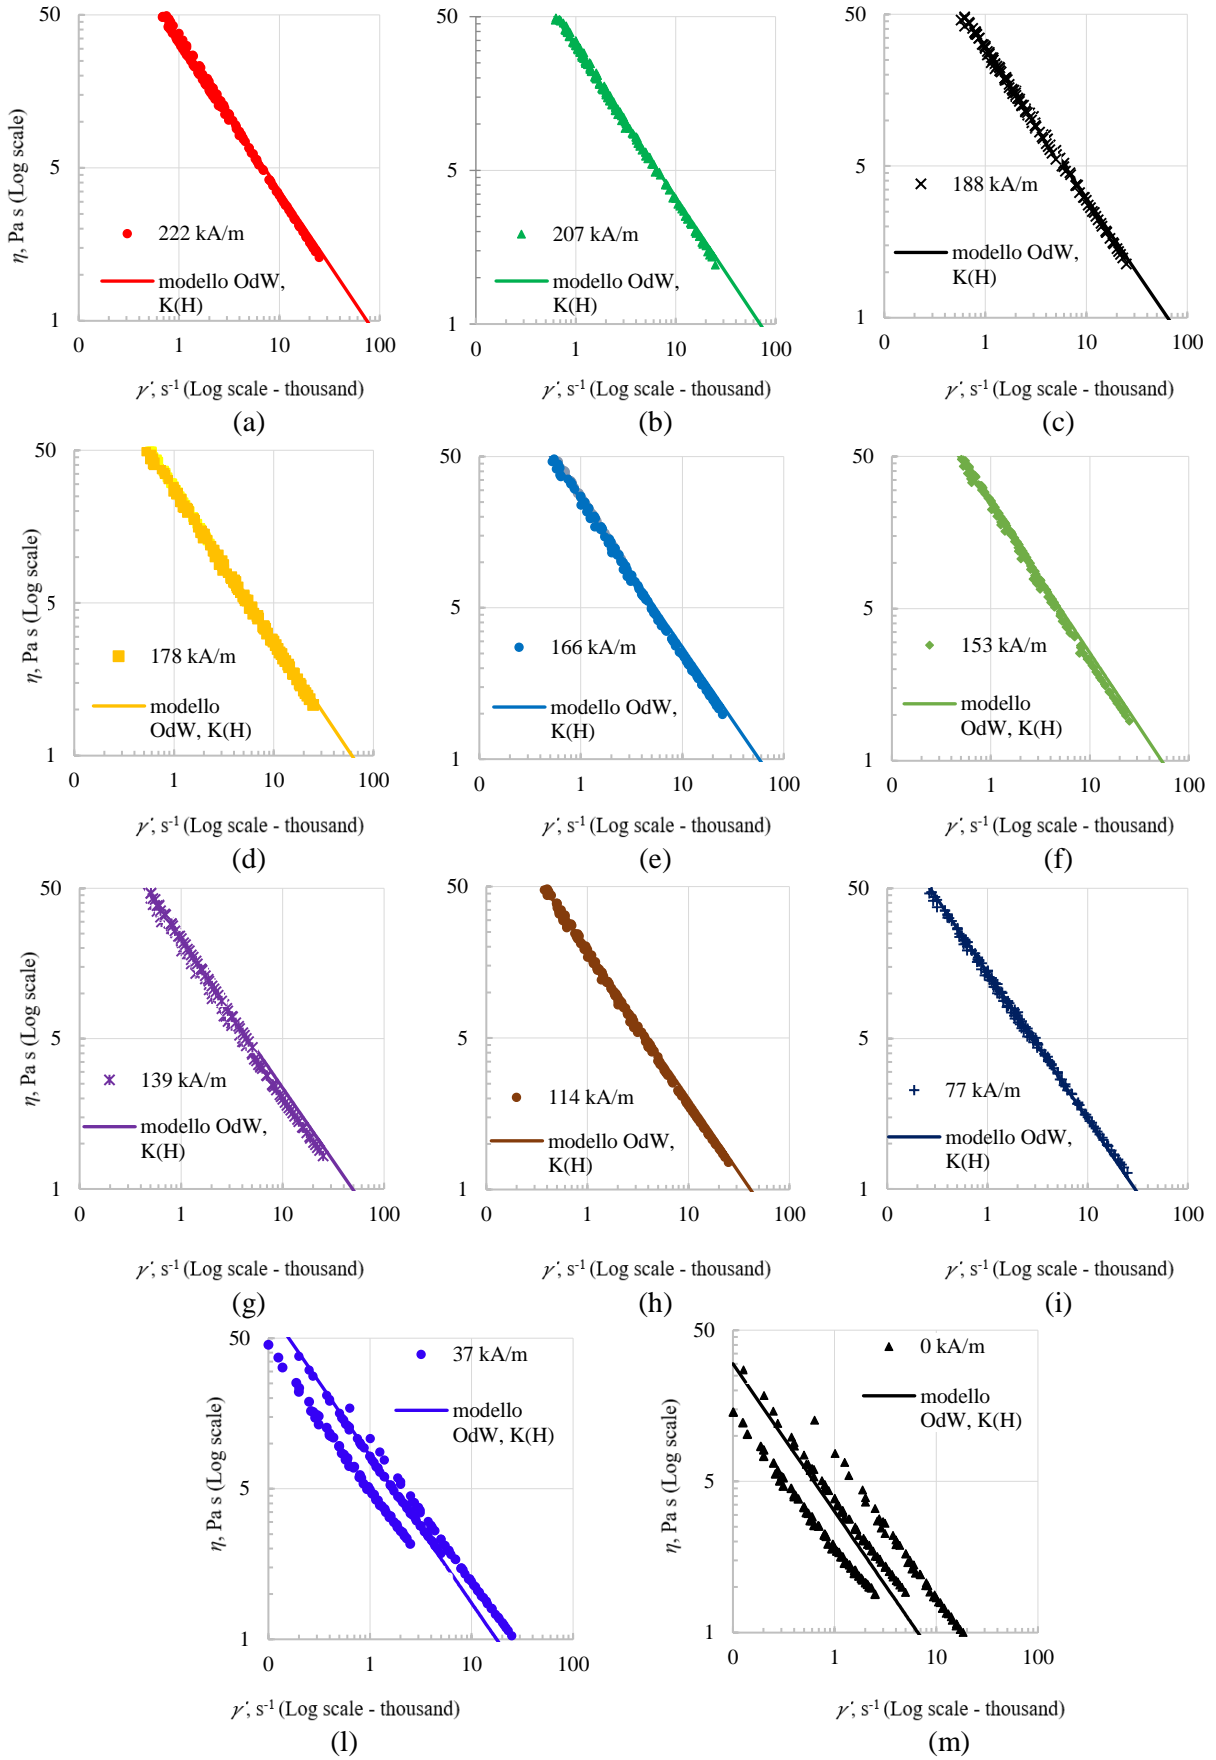 50
5
1
η, Pa s (Log scale)
222 kA/m
modello OdW,
K(H)
0 1 10 100
γ̇, s-1 (Log scale - thousand)
(a)
50
5
1
207 kA/m
modello OdW,
K(H)
0 1 10 100
γ̇, s-1 (Log scale - thousand)
(b)
50
5
1
188 kA/m
modello OdW,
K(H)
0 1 10 100
γ̇, s-1 (Log scale - thousand)
(c)
50
5
1
η, Pa s (Log scale)
178 kA/m
modello
OdW, K(H)
0 1 10 100
γ̇, s-1 (Log scale - thousand)
(d)
50
5
1
166 kA/m
modello OdW,
K(H)
0 1 10 100
γ̇, s-1 (Log scale - thousand)
(e)
50
5
1
153 kA/m
modello
OdW, K(H)
0 1 10 100
γ̇, s-1 (Log scale - thousand)
(f)
50
5
1
η, Pa s (Log scale)
139 kA/m
modello OdW,
K(H)
0 1 10 100
γ̇, s-1 (Log scale - thousand)
(g)
50
5
1
114 kA/m
modello OdW,
K(H)
0 1 10 100
γ̇, s-1 (Log scale - thousand)
(h)
50
5
1
77 kA/m
modello OdW,
K(H)
0 1 10 100
γ̇, s-1 (Log scale - thousand)
(i)
50
5
1
η, Pa s (Log scale)
37 kA/m
modello
OdW, K(H)
0 1 10 100
γ̇, s-1 (Log scale - thousand)
(l)
50
5
1
η, Pa s (Log scale)
0 kA/m
modello
OdW, K(H)
0 1 10 100
γ̇, s-1 (Log scale - thousand)
(m)